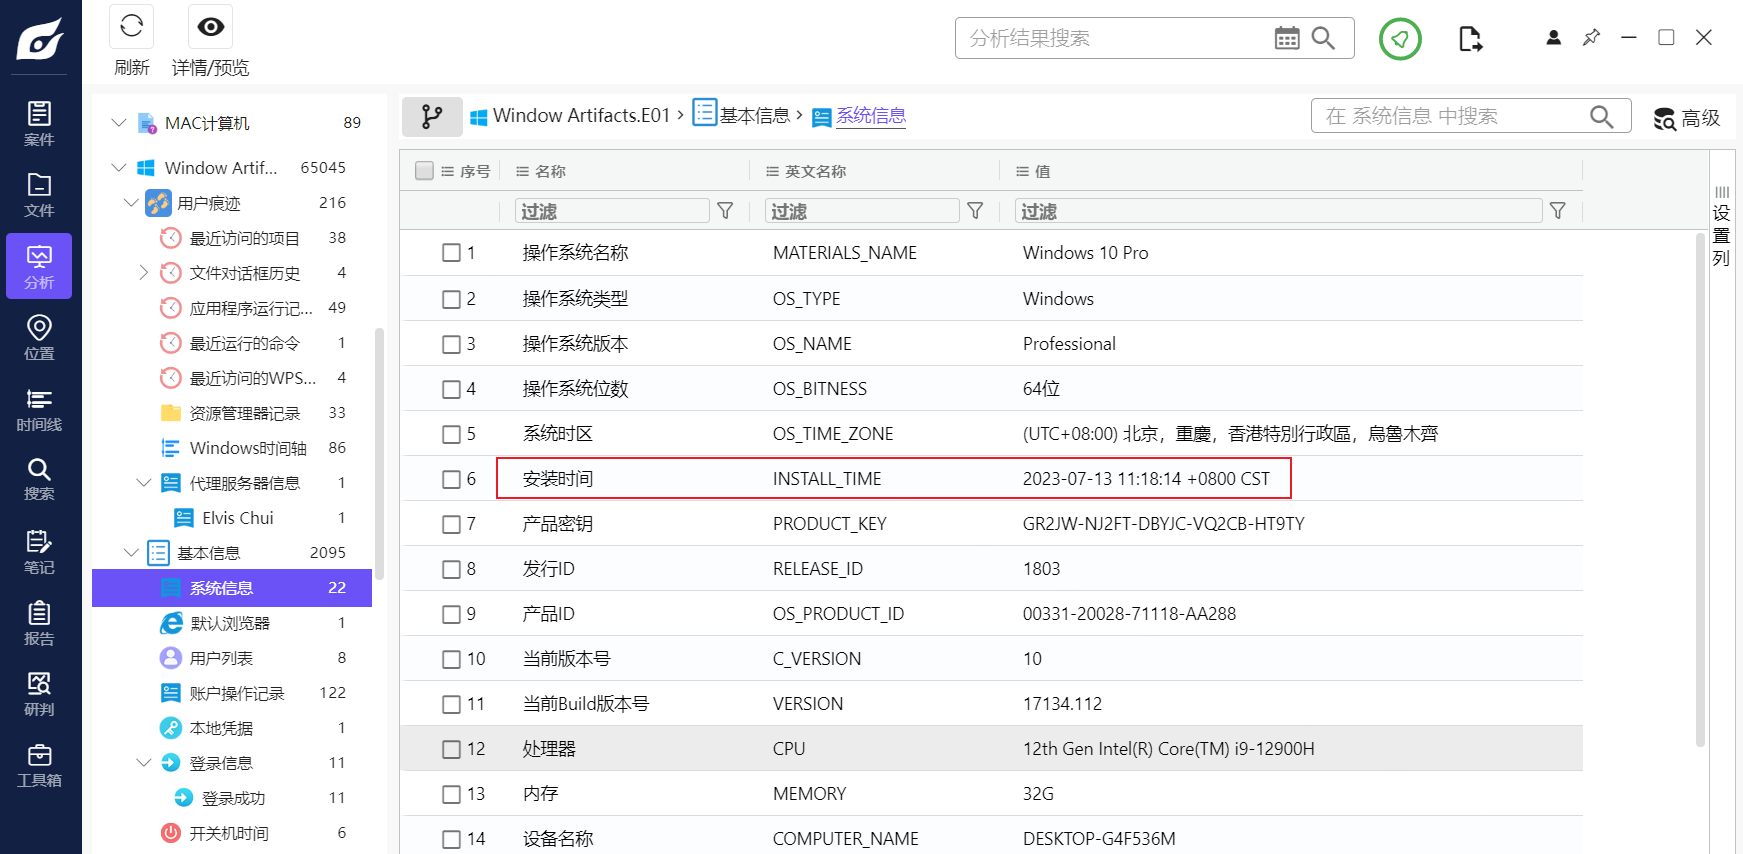 刷新
详情/预览
分析结果搜索
案件
文件
分析
位置
时间线
搜索
笔记
报告
研判
工具箱
MAC计算机 89
Window Artif... 65045
用户痕迹 216
最近访问的项目 38
文件对话框历史 4
应用程序运行记... 49
最近运行的命令 1
最近访问的WPS... 4
资源管理器记录 33
Windows时间轴 86
代理服务器信息 1
Elvis Chui 1
基本信息 2095
系统信息 22
默认浏览器 1
用户列表 8
账户操作记录 122
本地凭据 1
登录信息 11
登录成功 11
开关机时间 6
Window Artifacts.E01 › 基本信息 › 系统信息
在 系统信息 中搜索
高级
序号 名称 英文名称 值
过滤 过滤 过滤
1 操作系统名称 MATERIALS_NAME Windows 10 Pro
2 操作系统类型 OS_TYPE Windows
3 操作系统版本 OS_NAME Professional
4 操作系统位数 OS_BITNESS 64位
5 系统时区 OS_TIME_ZONE (UTC+08:00) 北京，重慶，香港特別行政區，烏魯木齊
6 安装时间 INSTALL_TIME 2023-07-13 11:18:14 +0800 CST
7 产品密钥 PRODUCT_KEY GR2JW-NJ2FT-DBYJC-VQ2CB-HT9TY
8 发行ID RELEASE_ID 1803
9 产品ID OS_PRODUCT_ID 00331-20028-71118-AA288
10 当前版本号 C_VERSION 10
11 当前Build版本号 VERSION 17134.112
12 处理器 CPU 12th Gen Intel(R) Core(TM) i9-12900H
13 内存 MEMORY 32G
14 设备名称 COMPUTER_NAME DESKTOP-G4F536M
设置列